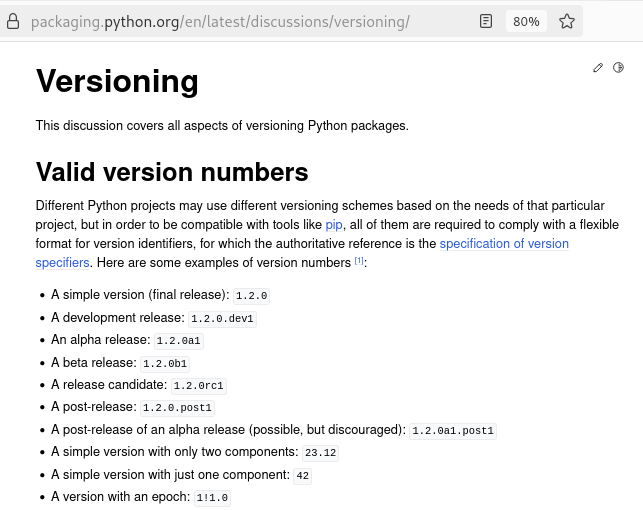 packaging.python.org/en/latest/discussions/versioning/
80%
Versioning
This discussion covers all aspects of versioning Python packages.
Valid version numbers
Different Python projects may use different versioning schemes based on the needs of that particular
project, but in order to be compatible with tools like pip, all of them are required to comply with a flexible
format for version identifiers, for which the authoritative reference is the specification of version
specifiers. Here are some examples of version numbers [1]:
• A simple version (final release): 1.2.0
• A development release: 1.2.0.dev1
• An alpha release: 1.2.0a1
• A beta release: 1.2.0b1
• A release candidate: 1.2.0rc1
• A post-release: 1.2.0.post1
• A post-release of an alpha release (possible, but discouraged): 1.2.0a1.post1
• A simple version with only two components: 23.12
• A simple version with just one component: 42
• A version with an epoch: 1!1.0